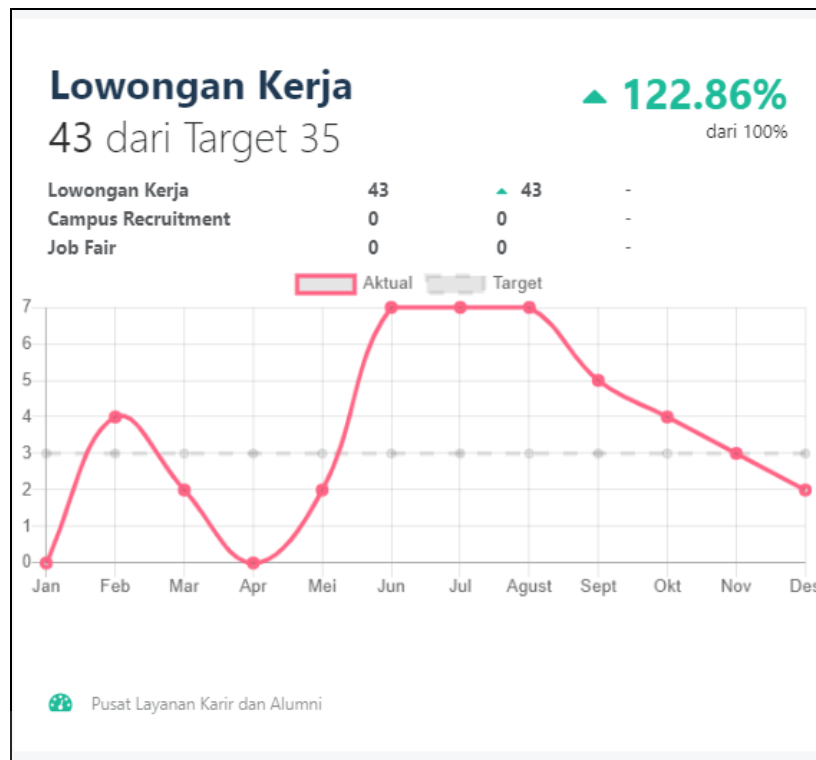 Lowongan Kerja
122.86%
43 dari Target 35
dari 100%
Lowongan Kerja 43 43 -
Campus Recruitment 0 0 -
Job Fair 0 0 -
Aktual Target
7
6
5
4
3
2
1
0
Jan Feb Mar Apr Mei Jun Jul Agust Sept Okt Nov Des
Pusat Layanan Karir dan Alumni